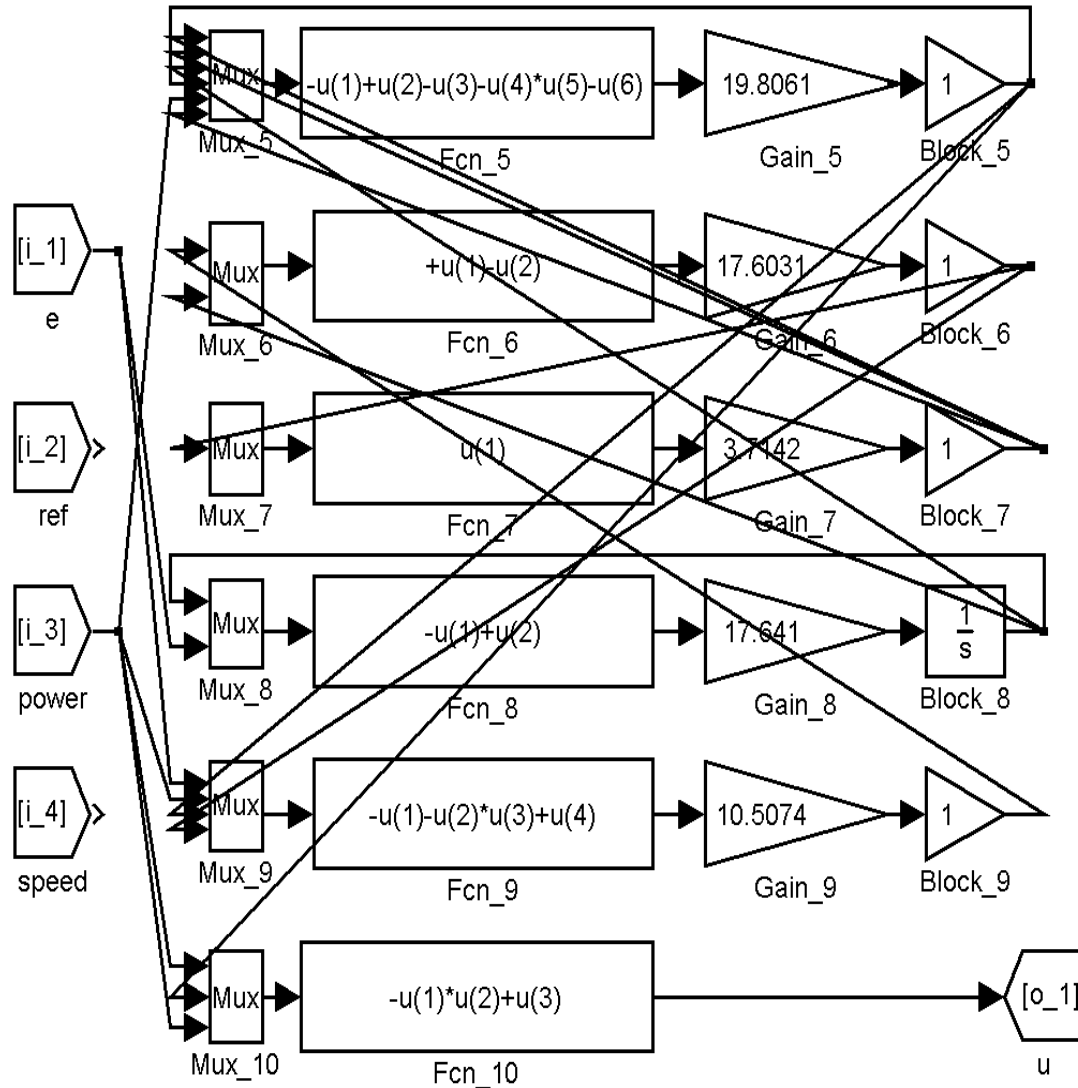 Mux
-u(1)+u(2)-u(3)-u(4)*u(5)-u(6)
19.8061
1
Mux_5
Fcn_5
Gain_5
Block_5
[i_1]
e
Mux
+u(1)-u(2)
17.6031
1
Mux_6
Fcn_6
Gain_6
Block_6
[i_2]
ref
Mux
u(1)
3.7142
1
Mux_7
Fcn_7
Gain_7
Block_7
[i_3]
power
Mux
-u(1)+u(2)
17.641
1
s
Mux_8
Fcn_8
Gain_8
Block_8
[i_4]
speed
Mux
-u(1)-u(2)*u(3)+u(4)
10.5074
1
Mux_9
Fcn_9
Gain_9
Block_9
Mux
-u(1)*u(2)+u(3)
[o_1]
Mux_10
Fcn_10
u